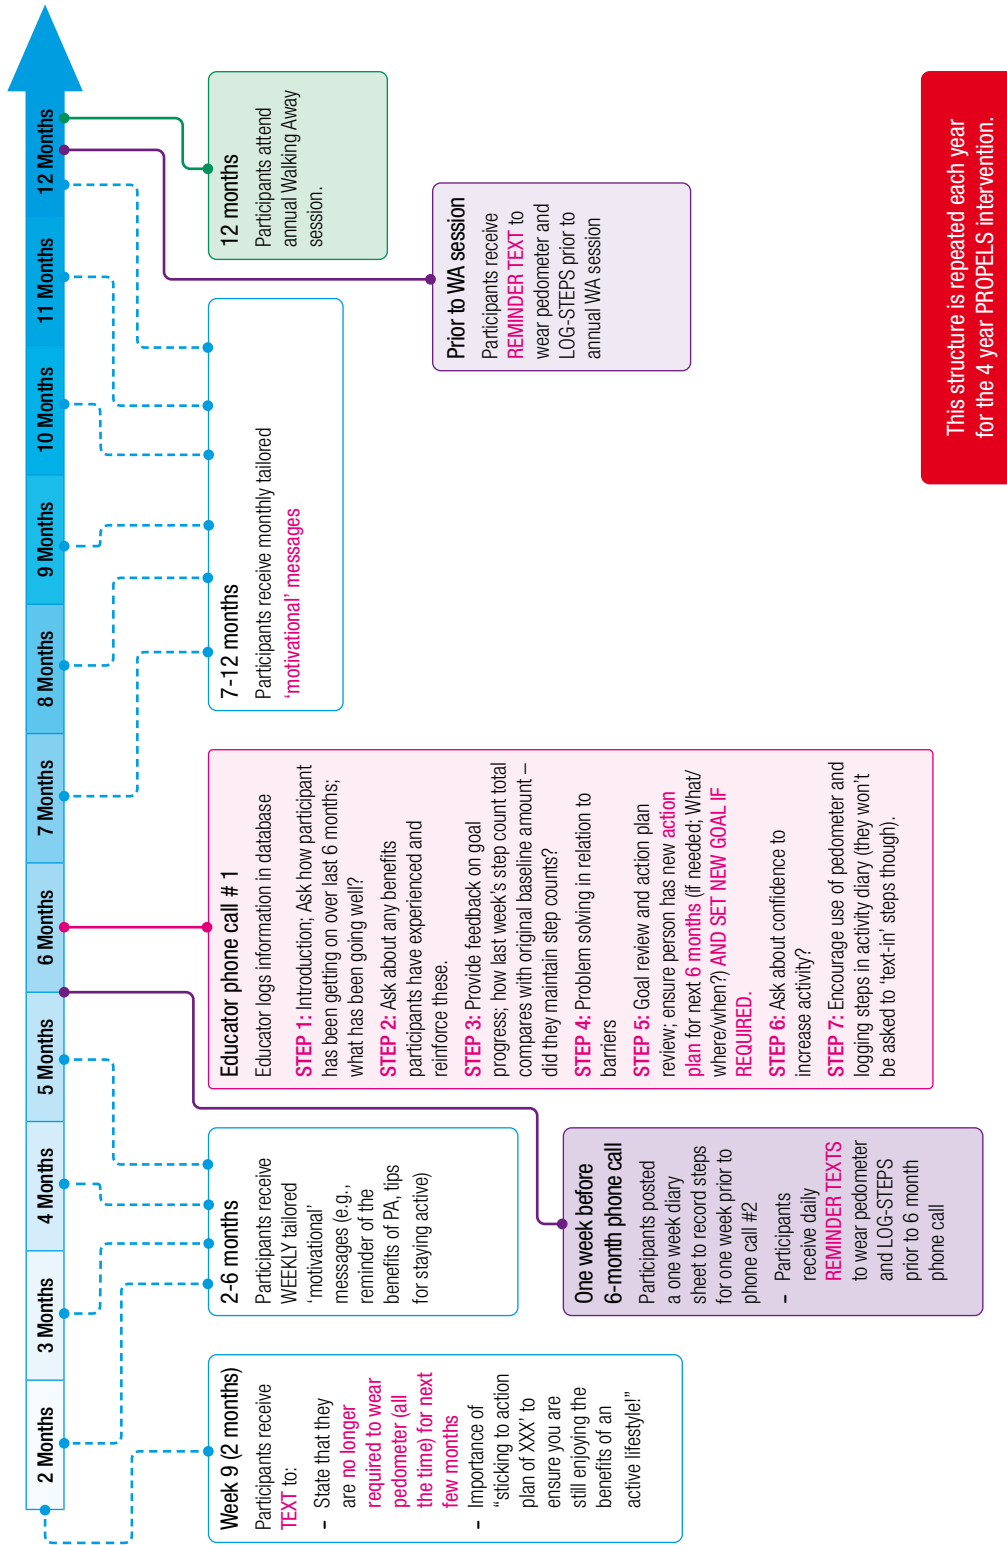 2 Months
3 Months
4 Months
5 Months
6 Months
7 Months
8 Months
9 Months
10 Months
11 Months
12 Months
Week 9 (2 months)
Participants receive
TEXT to:
– State that they
are no longer
required to wear
pedometer (all
the time) for next
few months
– Importance of
“sticking to action
plan of XXX’ to
ensure you are
still enjoying the
benefits of an
active lifestyle!”
2-6 months
Participants receive
WEEKLY tailored
‘motivational’
messages (e.g.,
reminder of the
benefits of PA, tips
for staying active)
One week before
6-month phone call
Participants posted
a one week diary
sheet to record steps
for one week prior to
phone call #2
– Participants
receive daily
REMINDER TEXTS
to wear pedometer
and LOG-STEPS
prior to 6 month
phone call
Educator phone call # 1
Educator logs information in database
STEP 1: Introduction; Ask how participant
has been getting on over last 6 months;
what has been going well?
STEP 2: Ask about any benefits
participants have experienced and
reinforce these.
STEP 3: Provide feedback on goal
progress; how last week’s step count total
compares with original baseline amount –
did they maintain step counts?
STEP 4: Problem solving in relation to
barriers
STEP 5: Goal review and action plan
review; ensure person has new action
plan for next 6 months (if needed; What/
where/when?) AND SET NEW GOAL IF
REQUIRED.
STEP 6: Ask about confidence to
increase activity?
STEP 7: Encourage use of pedometer and
logging steps in activity diary (they won’t
be asked to ‘text-in’ steps though).
7-12 months
Participants receive monthly tailored
‘motivational’ messages
Prior to WA session
Participants receive
REMINDER TEXT to
wear pedometer and
LOG-STEPS prior to
annual WA session
12 months
Participants attend
annual Walking Away
session.
This structure is repeated each year
for the 4 year PROPELS intervention.